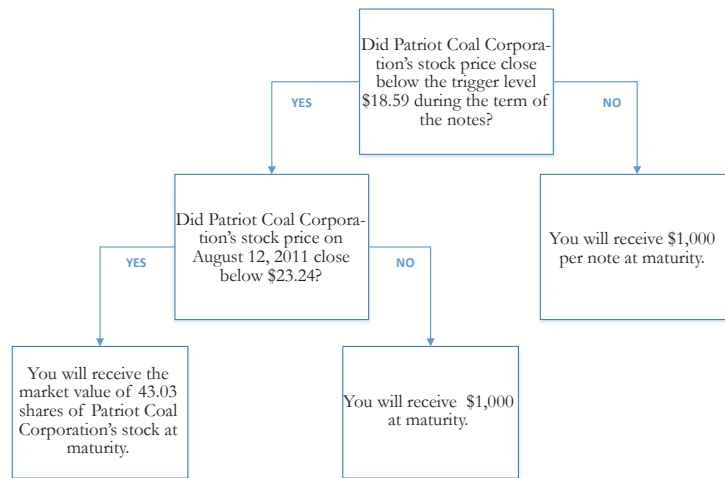 Did Patriot Coal Corpora-
tion's stock price close
below the trigger level
$18.59 during the term of
the notes?
YES
NO
Did Patriot Coal Corpora-
tion's stock price on
August 12, 2011 close
below $23.24?
You will receive $1,000
per note at maturity.
YES
NO
You will receive the
market value of 43.03
shares of Patriot Coal
Corporation's stock at
maturity.
You will receive $1,000
at maturity.